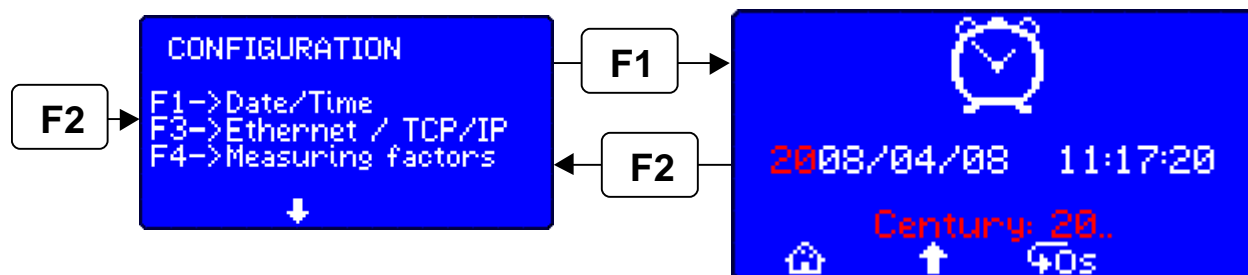 F2
CONFIGURATION
F1->Date/Time
F3->Ethernet / TCP/IP
F4->Measuring factors
F1
F2
2008/04/08 11:17:20
Century: 20..
0s